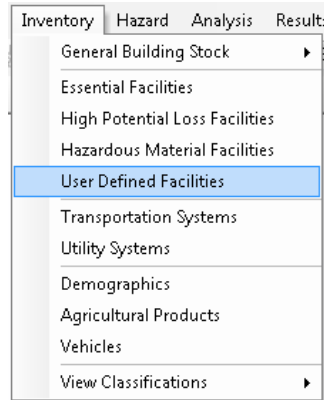 Inventory Hazard Analysis Results
General Building Stock
Essential Facilities
High Potential Loss Facilities
Hazardous Material Facilities
User Defined Facilities
Transportation Systems
Utility Systems
Demographics
Agricultural Products
Vehicles
View Classifications